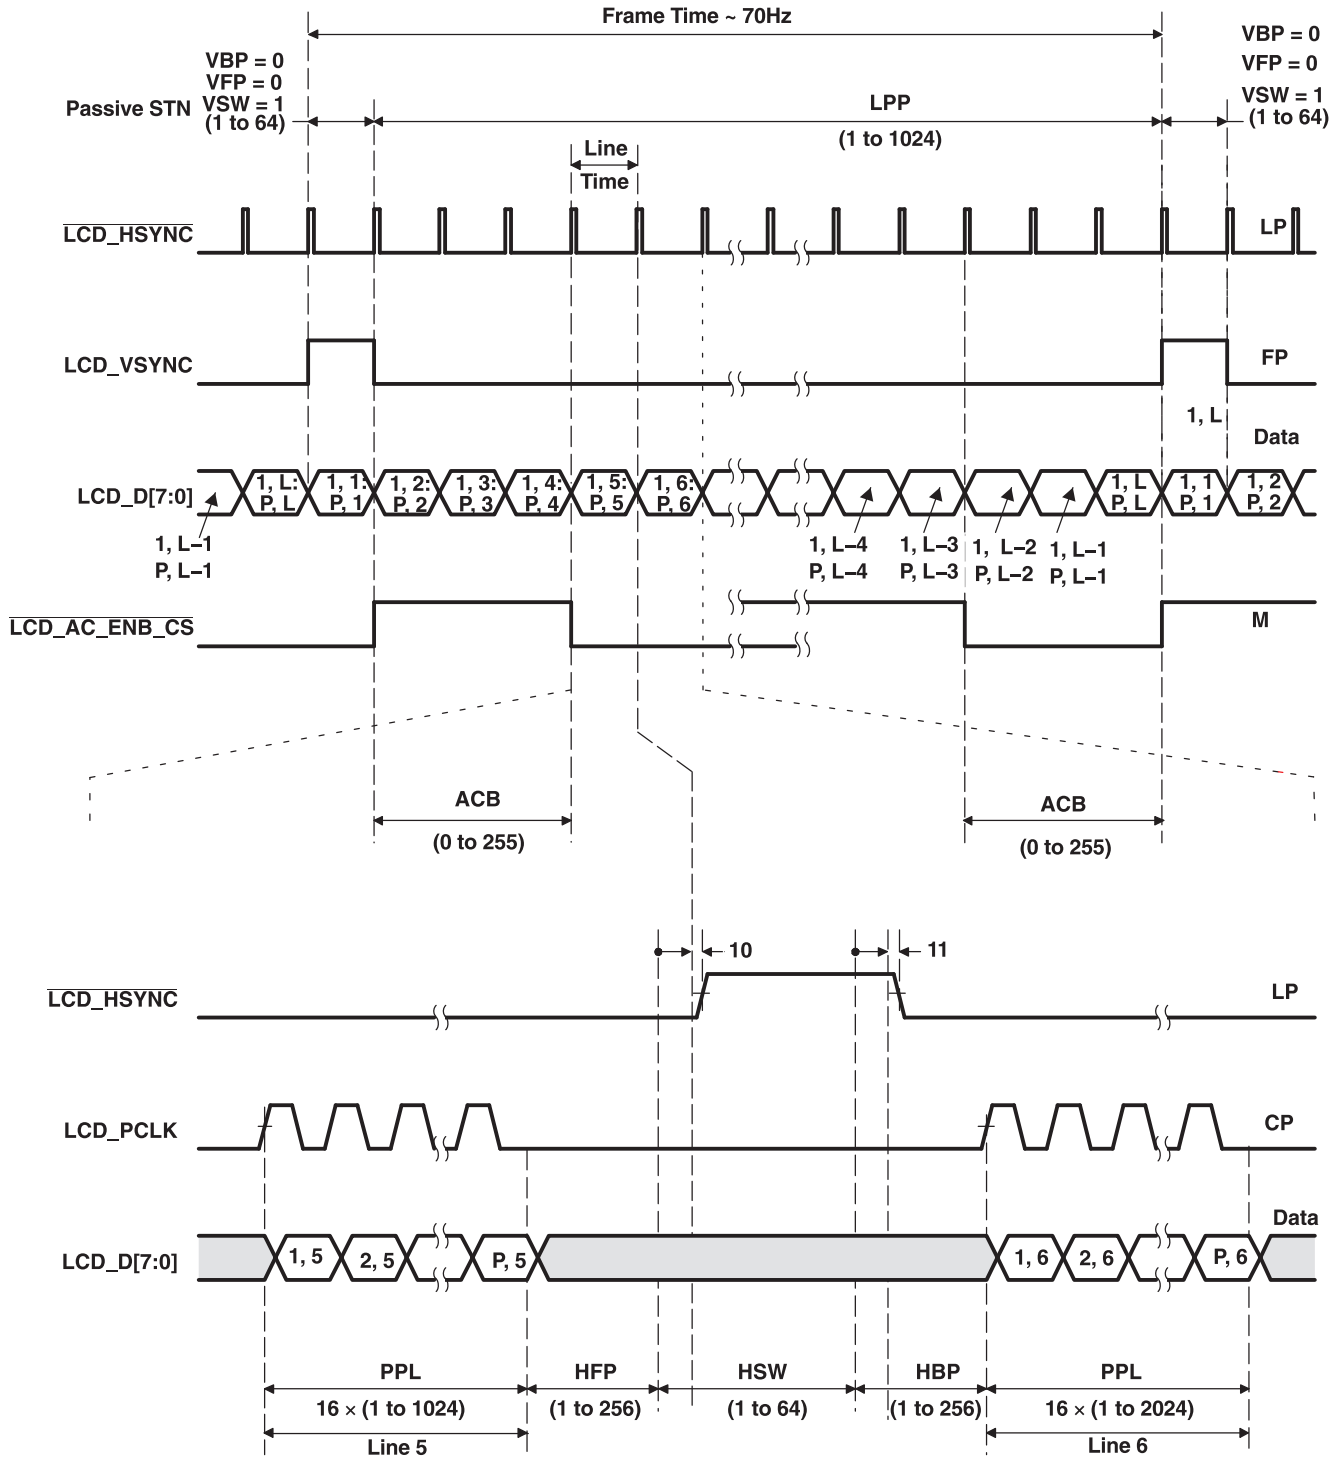 Frame Time ~ 70Hz
VBP = 0
VFP = 0
VSW = 1
(1 to 64)
Passive STN
LPP
(1 to 1024)
VBP = 0
VFP = 0
VSW = 1
(1 to 64)
Line
Time
LCD_HSYNC
LP
LCD_VSYNC
FP
1, L
Data
LCD_D[7:0]
1, L:
P, L
1, 1:
P, 1
1, 2:
P, 2
1, 3:
P, 3
1, 4:
P, 4
1, 5:
P, 5
1, 6:
P, 6
1, L
P, L
1, 1
P, 1
1, 2
P, 2
1, L–1
P, L–1
1, L–4
P, L–4
1, L–3
P, L–3
1, L–2
P, L–2
1, L–1
P, L–1
LCD_AC_ENB_CS
M
ACB
(0 to 255)
ACB
(0 to 255)
10
11
LCD_HSYNC
LP
LCD_PCLK
CP
Data
LCD_D[7:0]
1, 5
2, 5
P, 5
1, 6
2, 6
P, 6
PPL
16 × (1 to 1024)
Line 5
HFP
(1 to 256)
HSW
(1 to 64)
HBP
(1 to 256)
PPL
16 × (1 to 2024)
Line 6